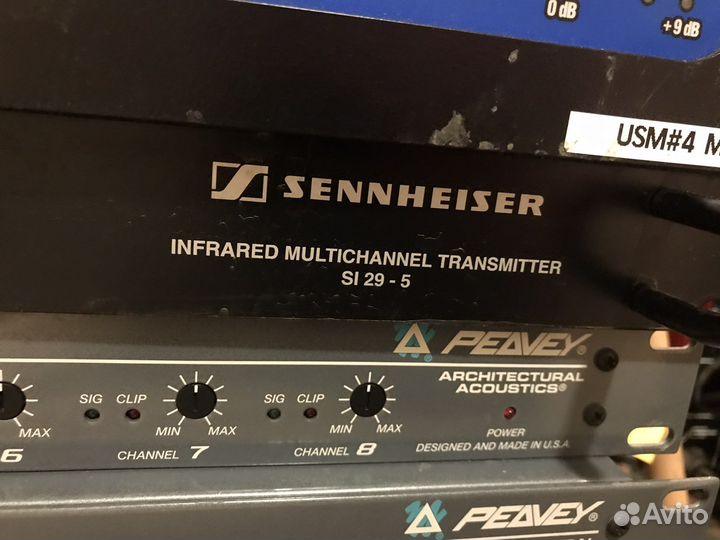 0 dB
+9 dB
USM#4
SENNHEISER
INFRARED MULTICHANNEL TRANSMITTER
SI 29 - 5
PEAVEY®
ARCHITECTURAL
ACOUSTICS®
SIG CLIP
SIG CLIP
MAX
MIN MAX
MIN MAX
6
CHANNEL 7
CHANNEL 8
POWER
DESIGNED AND MADE IN U.S.A.
PEAVEY®
Avito